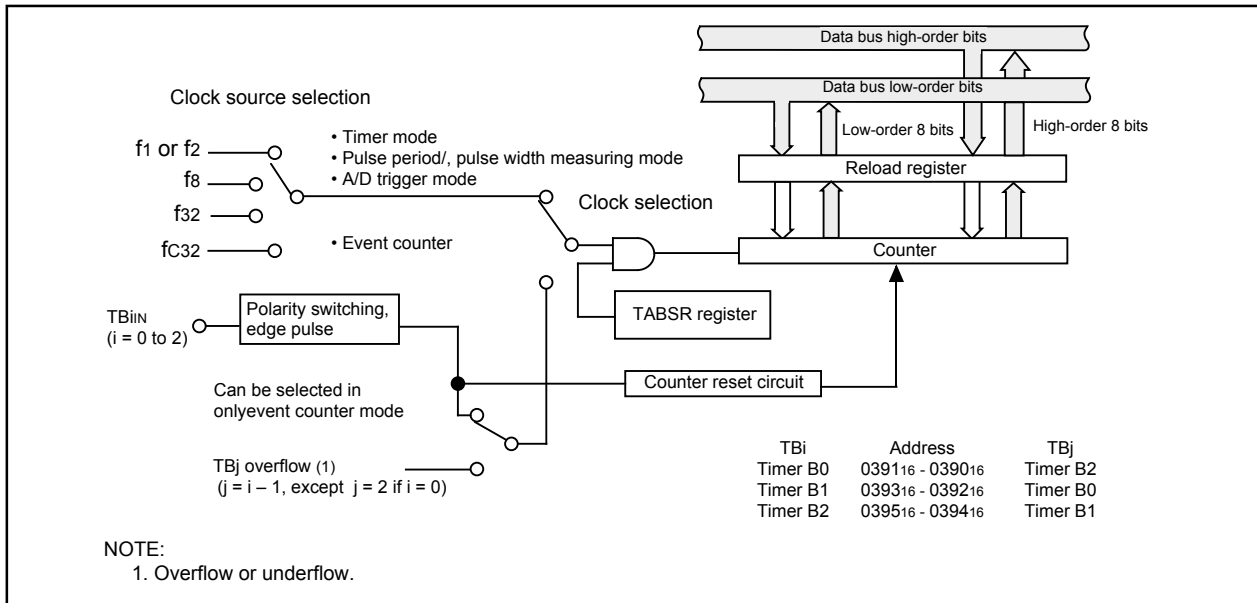 Data bus high-order bits
Data bus low-order bits
Clock source selection
Low-order 8 bits
High-order 8 bits
• Timer mode
• Pulse period/, pulse width measuring mode
• A/D trigger mode
f1 or f2
f8
f32
fC32
Reload register
Clock selection
• Event counter
Counter
TABSR register
TBiIN
(i = 0 to 2)
Polarity switching,
edge pulse
Counter reset circuit
Can be selected in
onlyevent counter mode
TBj overflow (1)
(j = i – 1, except j = 2 if i = 0)
TBi Address TBj
Timer B0 039116 - 039016 Timer B2
Timer B1 039316 - 039216 Timer B0
Timer B2 039516 - 039416 Timer B1
NOTE:
1. Overflow or underflow.